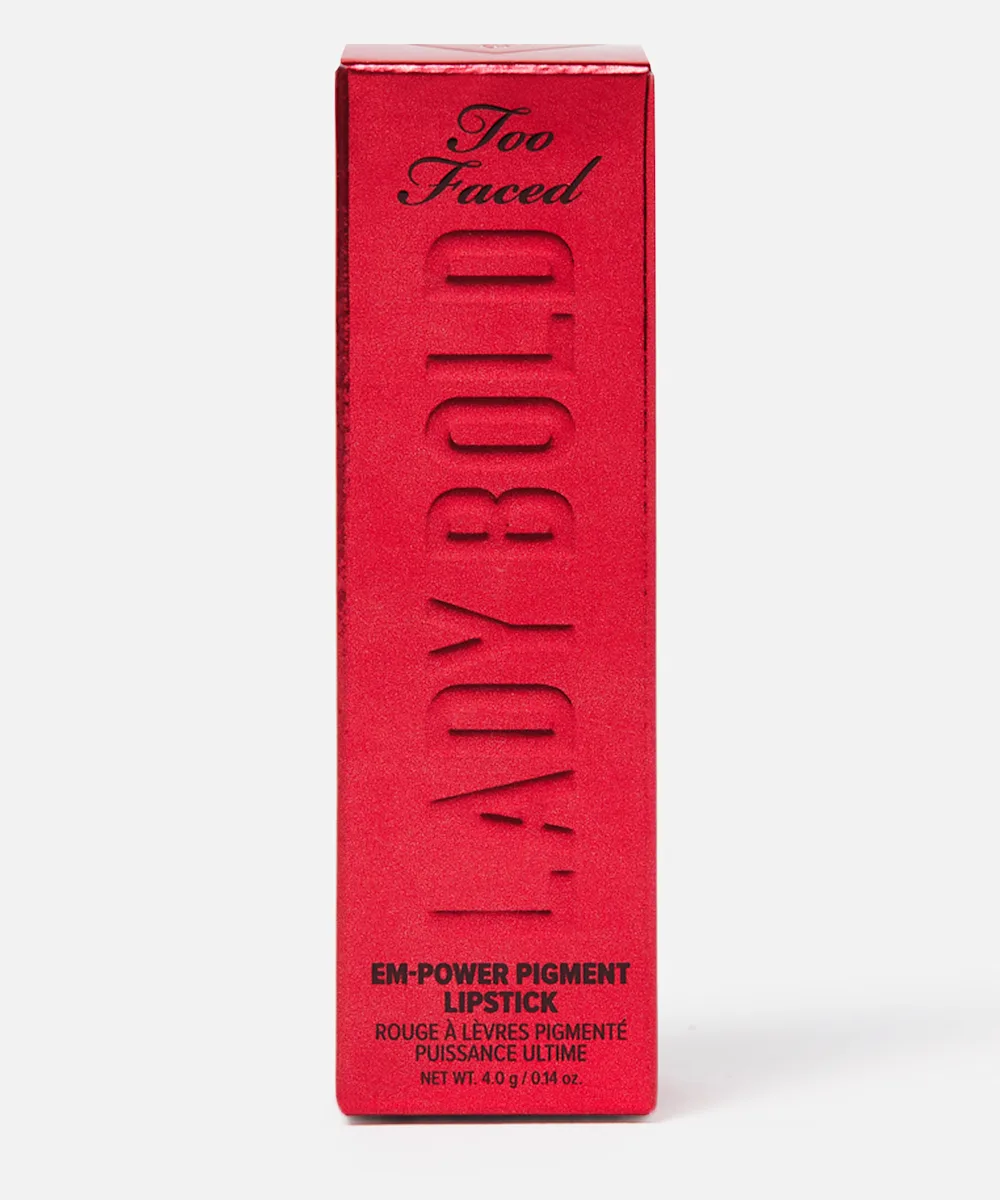 Too
Faced
LADY BOLD
EM-POWER PIGMENT
LIPSTICK
ROUGE À LÈVRES PIGMENTÉ
PUISSANCE ULTIME
NET WT. 4.0 g / 0.14 oz.